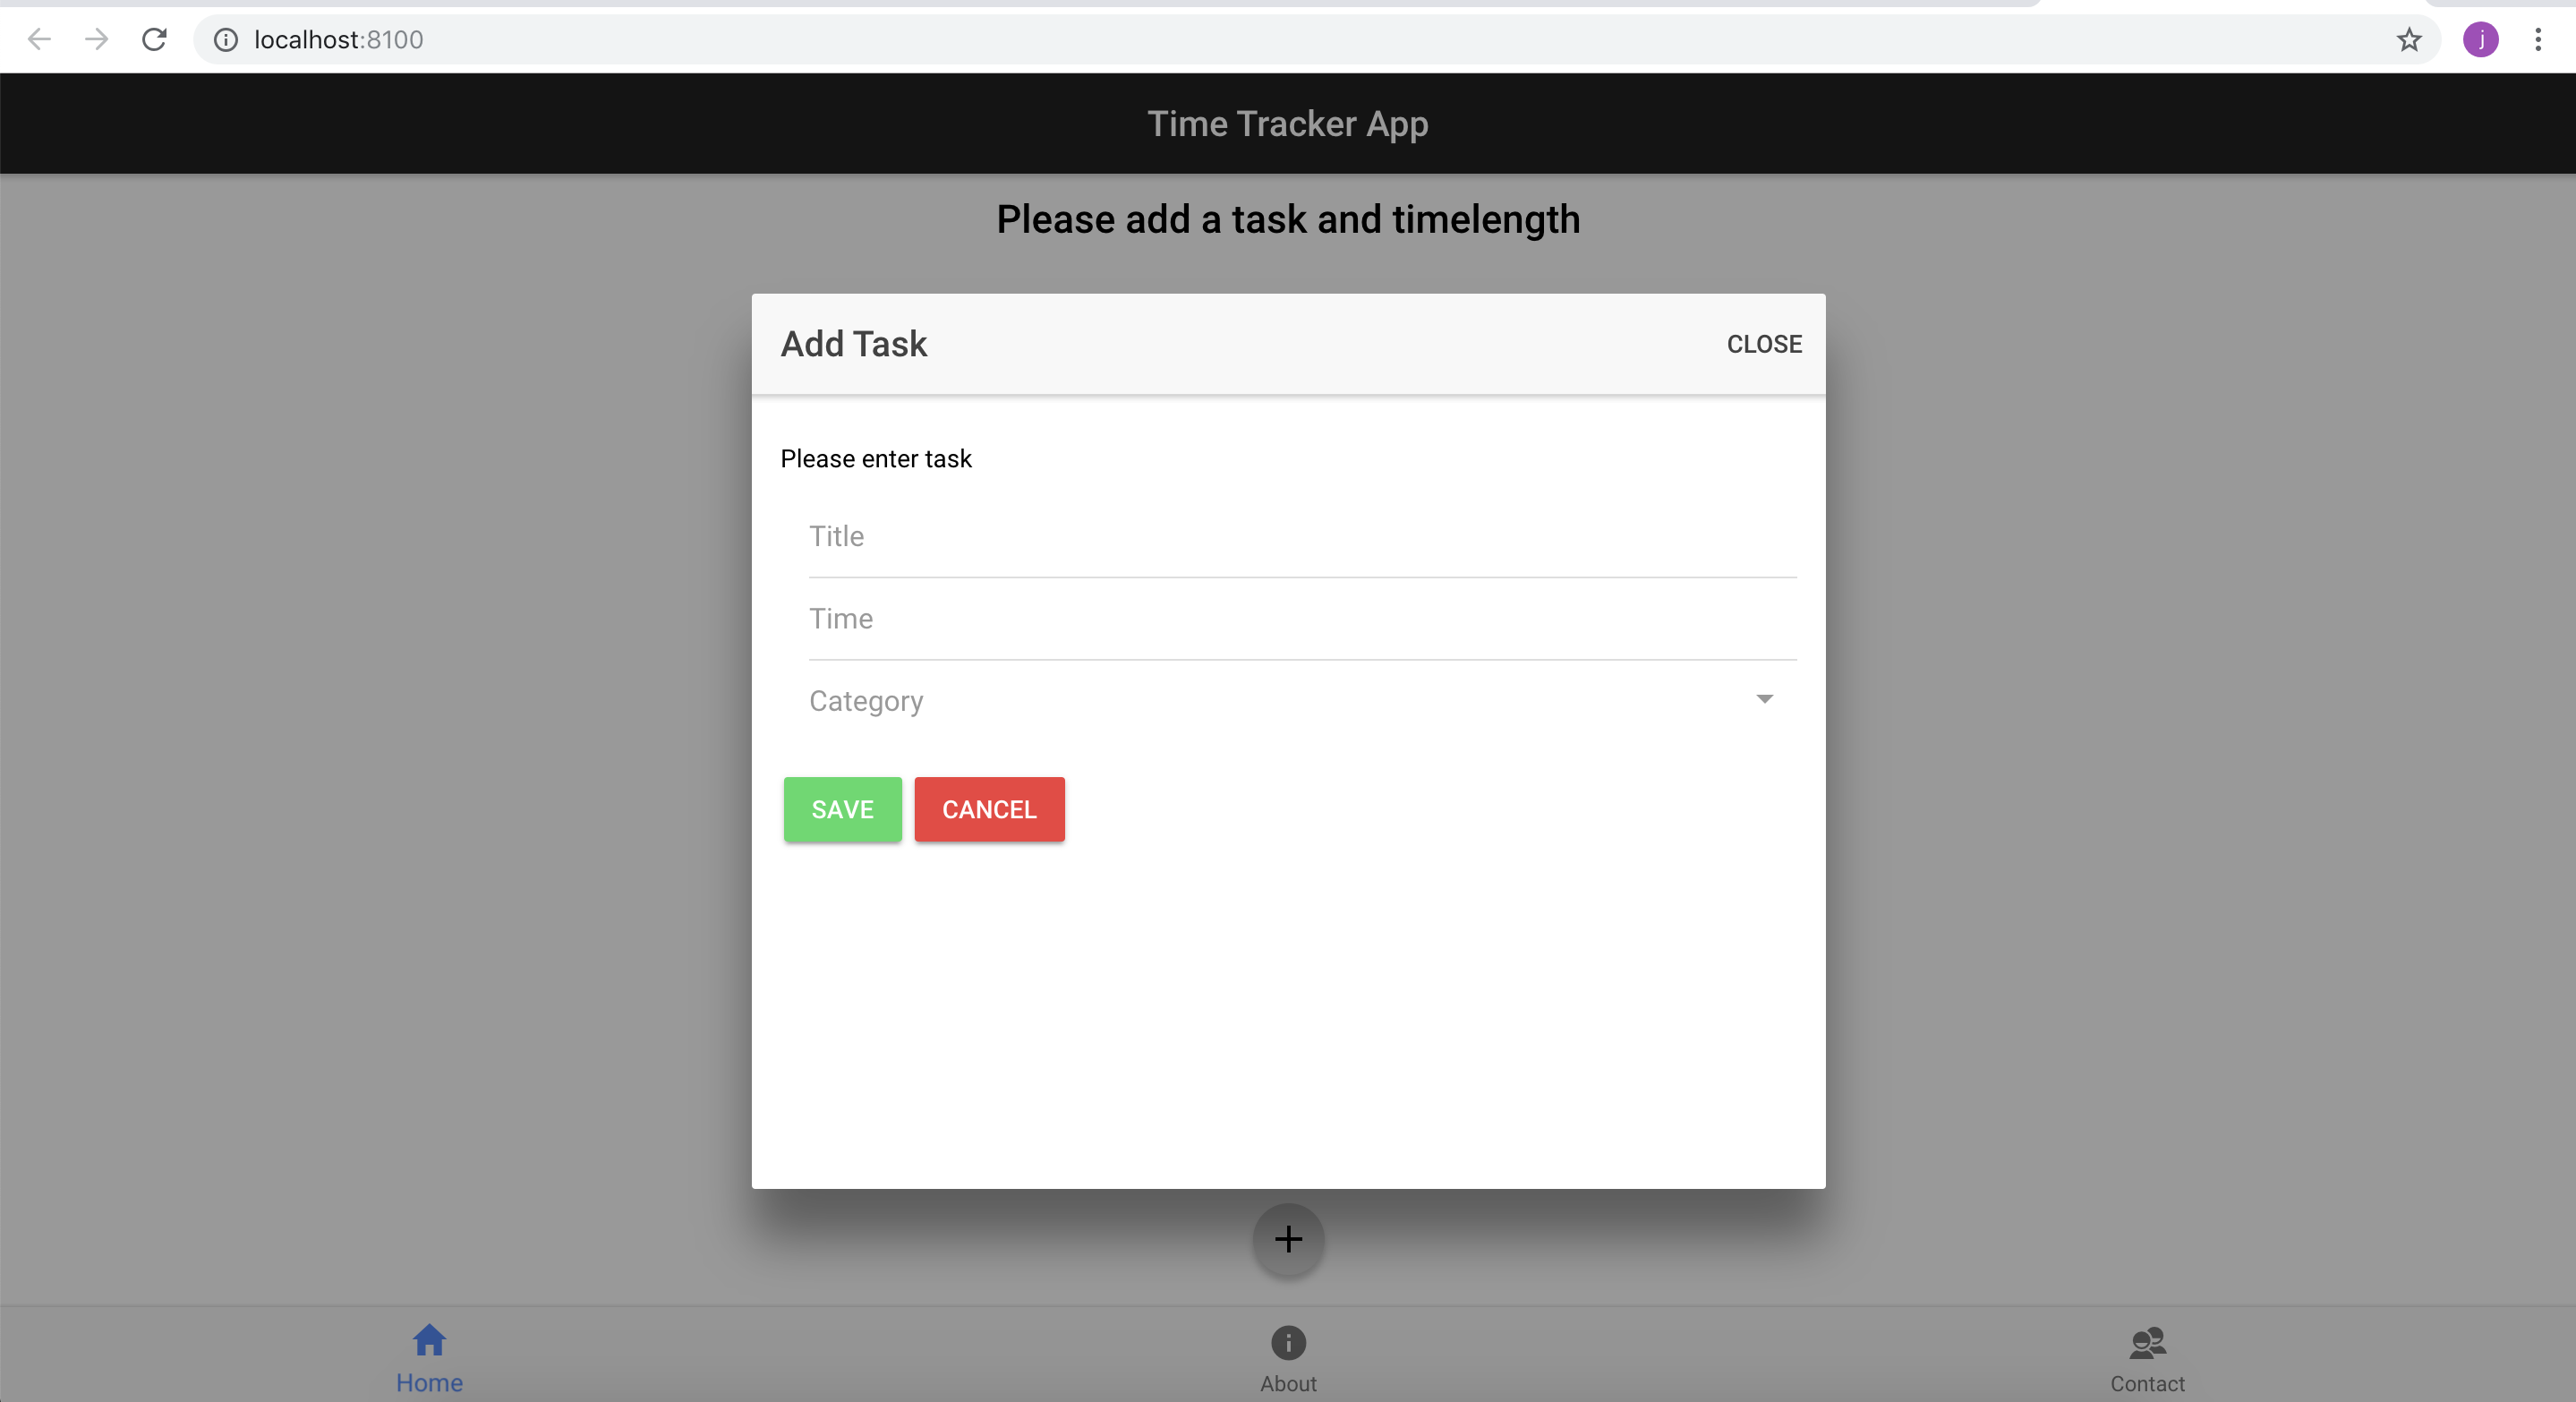 localhost:8100
j
Time Tracker App
Please add a task and timelength
Add Task
CLOSE
Please enter task
Title
Time
Category
SAVE
CANCEL
Home
About
Contact